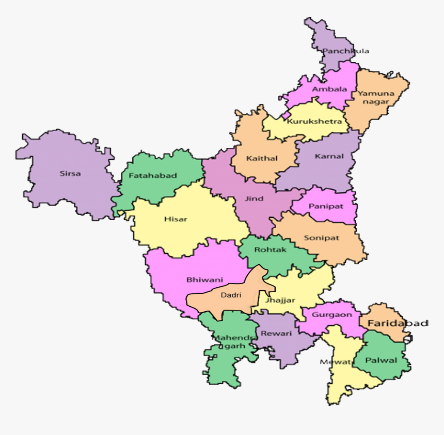 Panchkula
Ambala
Yamuna
nagar
Kurukshetra
Kaithal
Karnal
Sirsa
Fatahabad
Jind
Panipat
Hisar
Sonipat
Rohtak
Bhiwani
Dadri
Jhajjar
Gurgaon
Faridabad
Mahendr
garh
Rewari
Mewat
Palwal